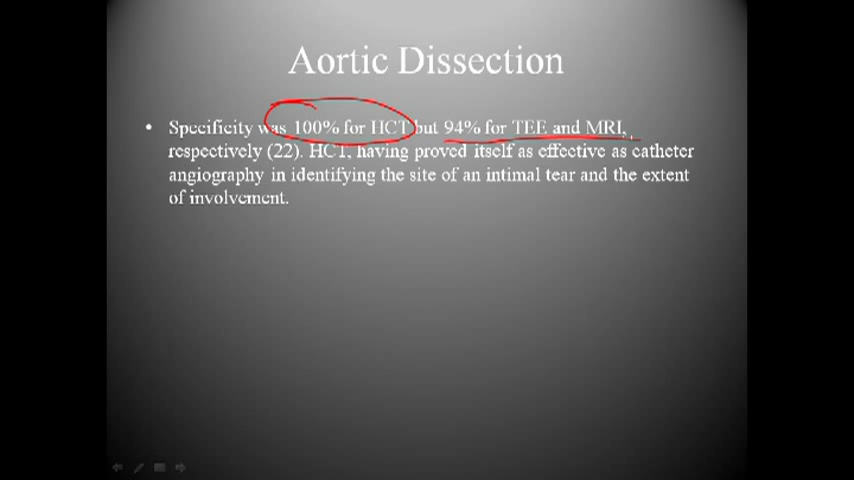 Aortic Dissection
• Specificity was 100% for HCT but 94% for TEE and MRI, ,
respectively (22). HCT, having proved itself as effective as catheter
angiography in identifying the site of an intimal tear and the extent
of involvement.